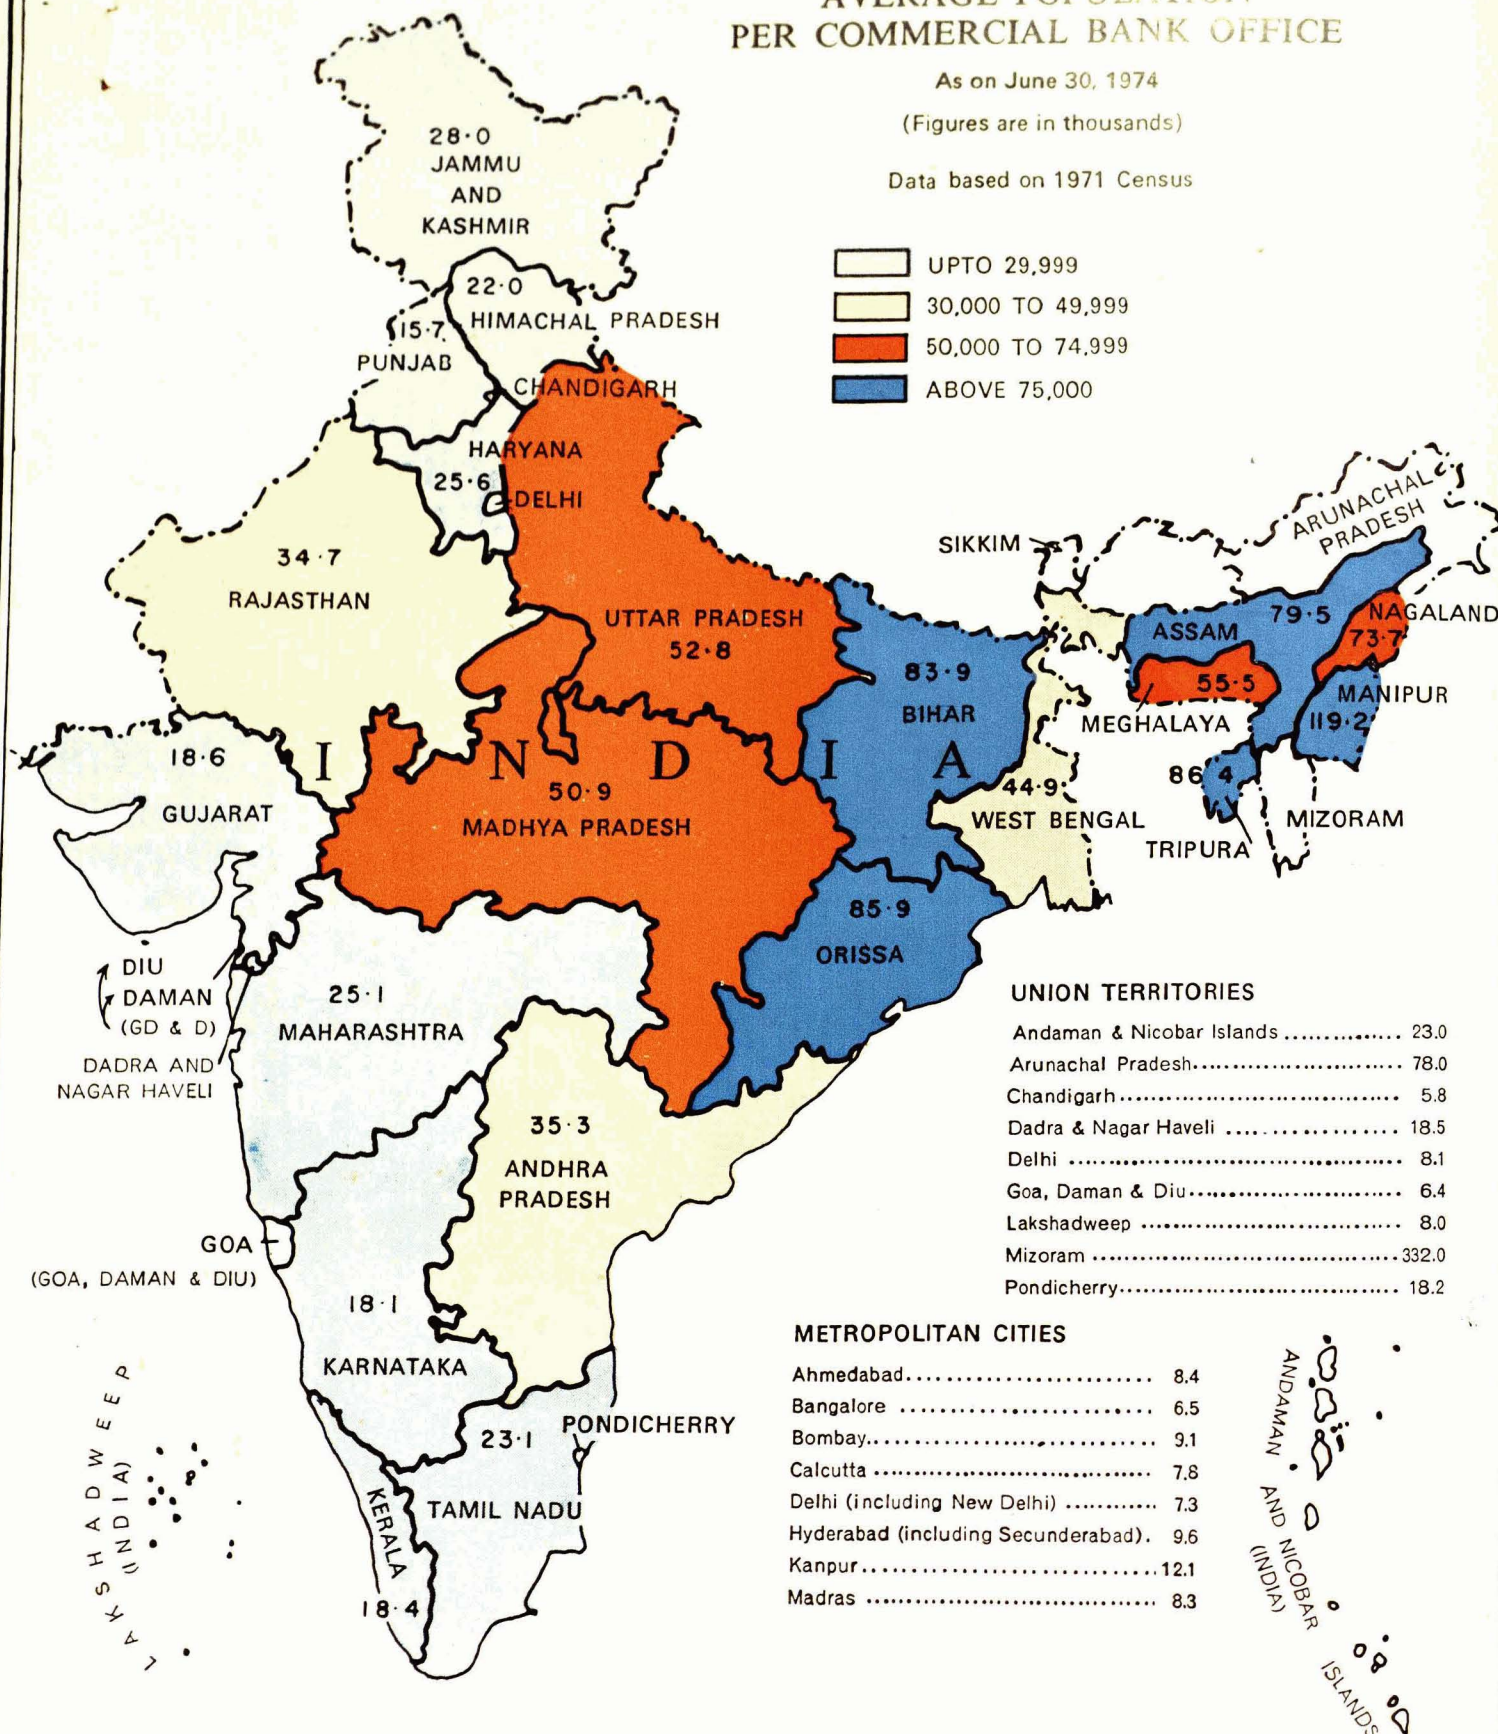 AVERAGE POPULATION
PER COMMERCIAL BANK OFFICE
As on June 30, 1974
(Figures are in thousands)
Data based on 1971 Census
UPTO 29,999
30,000 TO 49,999
50,000 TO 74,999
ABOVE 75,000
28·0
JAMMU
AND
KASHMIR
22·0
HIMACHAL PRADESH
15·7
PUNJAB
CHANDIGARH
HARYANA
25·6
DELHI
34·7
RAJASTHAN
UTTAR PRADESH
52·8
SIKKIM
ARUNACHAL
PRADESH
ASSAM
79·5
NAGALAND
73·7
55·5
MEGHALAYA
MANIPUR
119·2
83·9
BIHAR
86·4
TRIPURA
MIZORAM
44·9
WEST BENGAL
INDIA
18·6
GUJARAT
50·9
MADHYA PRADESH
85·9
ORISSA
DIU
DAMAN
(GD & D)
DADRA AND
NAGAR HAVELI
25·1
MAHARASHTRA
35·3
ANDHRA
PRADESH
GOA
(GOA, DAMAN & DIU)
18·1
KARNATAKA
PONDICHERRY
23·1
TAMIL NADU
KERALA
18·4
LAKSHADWEEP
(INDIA)
UNION TERRITORIES
Andaman & Nicobar Islands .............. 23.0
Arunachal Pradesh.......................... 78.0
Chandigarh................................... 5.8
Dadra & Nagar Haveli .................... 18.5
Delhi .......................................... 8.1
Goa, Daman & Diu.......................... 6.4
Lakshadweep ................................ 8.0
Mizoram ......................................332.0
Pondicherry................................... 18.2
METROPOLITAN CITIES
Ahmedabad.......................... 8.4
Bangalore ........................... 6.5
Bombay.............................. 9.1
Calcutta .............................. 7.8
Delhi (including New Delhi) ............ 7.3
Hyderabad (including Secunderabad). 9.6
Kanpur...............................12.1
Madras ............................... 8.3
ANDAMAN AND NICOBAR ISLANDS
(INDIA)